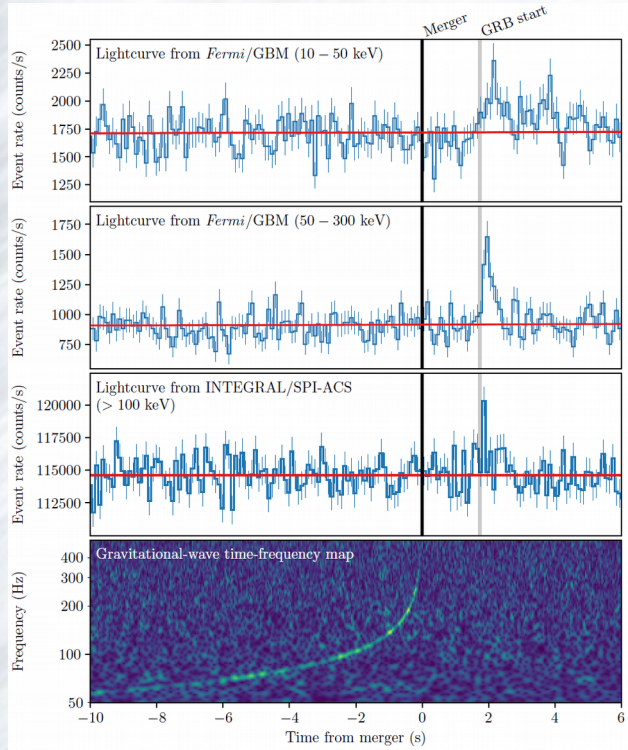 Merger
GRB start
Lightcurve from Fermi/GBM (10 − 50 keV)
Event rate (counts/s)
2500
2250
2000
1750
1500
1250
Lightcurve from Fermi/GBM (50 − 300 keV)
Event rate (counts/s)
1750
1500
1250
1000
750
Lightcurve from INTEGRAL/SPI-ACS
(> 100 keV)
Event rate (counts/s)
120000
117500
115000
112500
Gravitational-wave time-frequency map
Frequency (Hz)
400
300
200
100
50
−10 −8 −6 −4 −2 0 2 4 6
Time from merger (s)